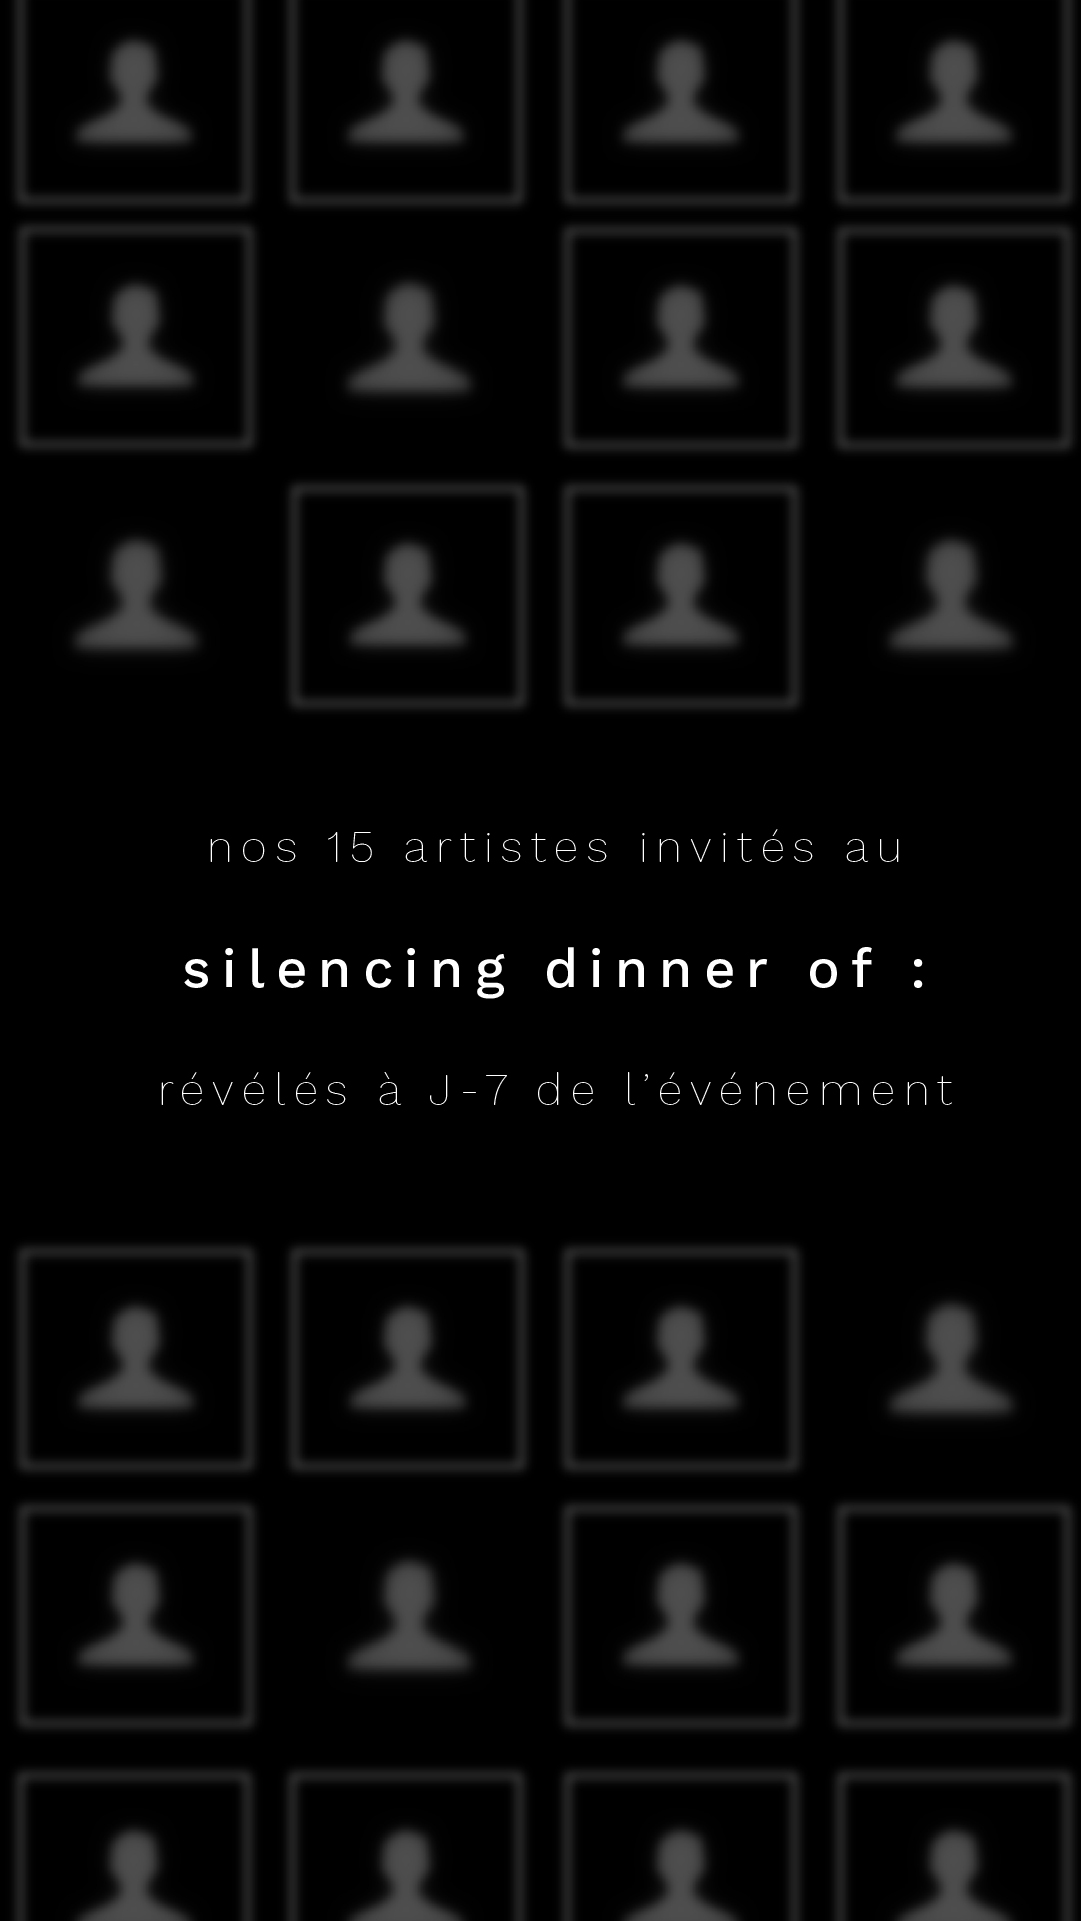 nos 15 artistes invités au
silencing dinner of :
révélés à J-7 de l’événement